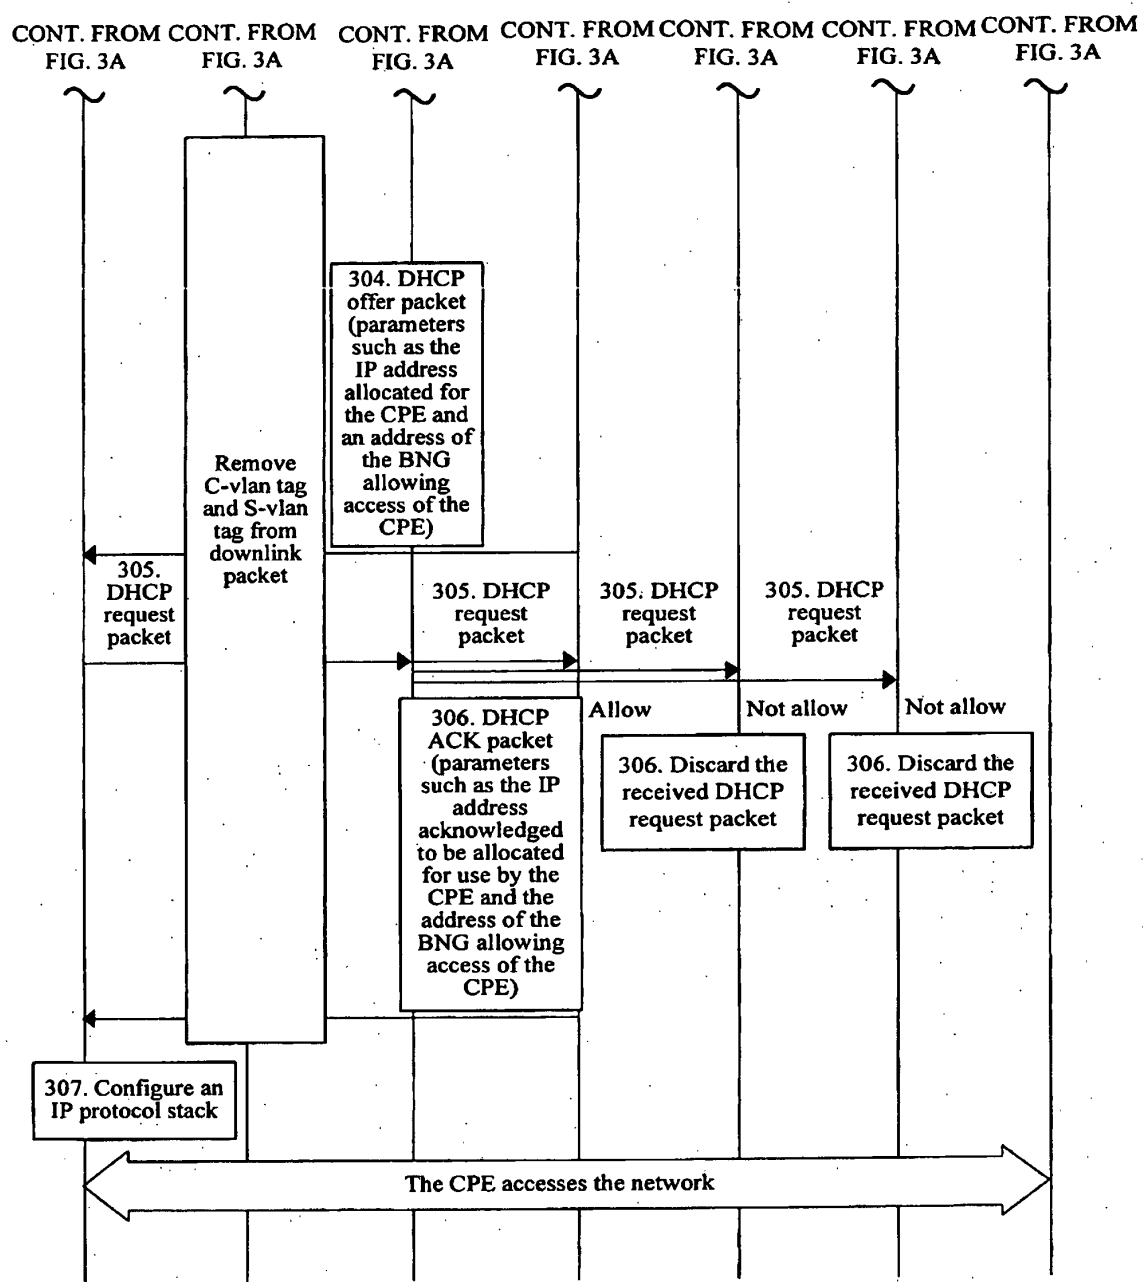 CONT. FROM
FIG. 3A
CONT. FROM
FIG. 3A
CONT. FROM
FIG. 3A
CONT. FROM
FIG. 3A
CONT. FROM
FIG. 3A
CONT. FROM
FIG. 3A
CONT. FROM
FIG. 3A
Remove
C-vlan tag
and S-vlan
tag from
downlink
packet
304. DHCP
offer packet
(parameters
such as the
IP address
allocated for
the CPE and
an address of
the BNG
allowing
access of the
CPE)
305.
DHCP
request
packet
305. DHCP
request
packet
305. DHCP
request
packet
305. DHCP
request
packet
306. DHCP
ACK packet
(parameters
such as the IP
address
acknowledged
to be allocated
for use by the
CPE and the
address of the
BNG allowing
access of the
CPE)
Allow
Not allow
Not allow
306. Discard the
received DHCP
request packet
306. Discard the
received DHCP
request packet
307. Configure an
IP protocol stack
The CPE accesses the network